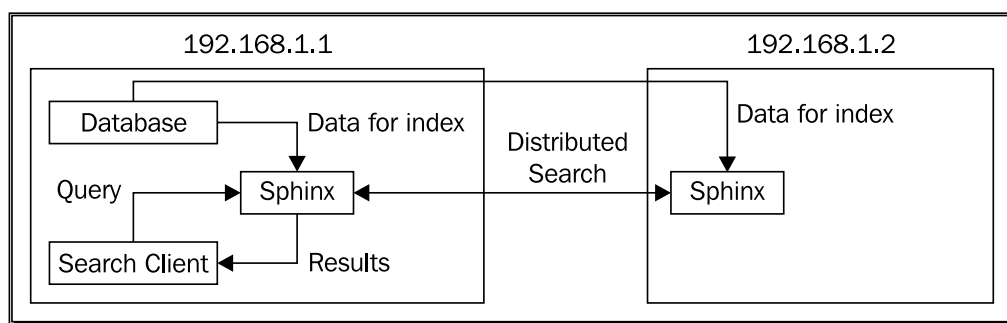 192.168.1.1
192.168.1.2
Database
Data for index
Data for index
Distributed
Search
Query
Sphinx
Sphinx
Search Client
Results